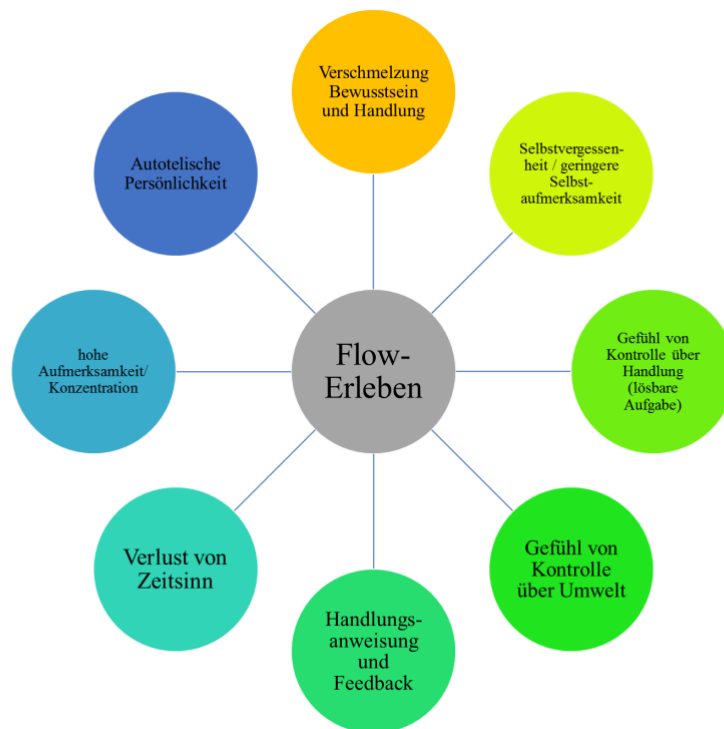 Verschmelzung
Bewusstsein
und Handlung
Selbstvergessen-
heit / geringere
Selbst-
aufmerksamkeit
Gefühl von
Kontrolle über
Handlung
(lösbare
Aufgabe)
Gefühl von
Kontrolle
über Umwelt
Handlungs-
anweisung
und
Feedback
Verlust von
Zeitsinn
hohe
Aufmerksamkeit/
Konzentration
Autotelische
Persönlichkeit
Flow-
Erleben